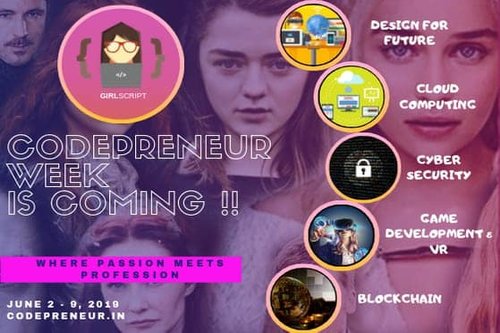 GIRLSCRIPT
CODEPRENEUR
WEEK
IS COMING !!
WHERE PASSION MEETS
PROFESSION
JUNE 2 - 9, 2019
CODEPRENEUR.IN
DESIGN FOR
FUTURE
CLOUD
COMPUTING
CYBER
SECURITY
GAME
DEVELOPMENT &
VR
BLOCKCHAIN